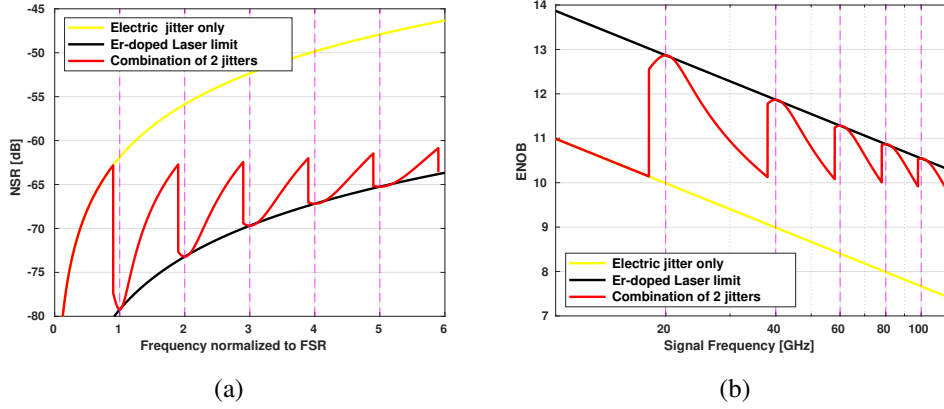 -45
-50
-55
-60
-65
-70
-75
-80
NSR [dB]
0 1 2 3 4 5 6
Frequency normalized to FSR
Electric jitter only
Er-doped Laser limit
Combination of 2 jitters
(a)
14
13
12
11
10
9
8
7
ENOB
20 40 60 80 100
Signal Frequency [GHz]
Electric jitter only
Er-doped Laser limit
Combination of 2 jitters
(b)